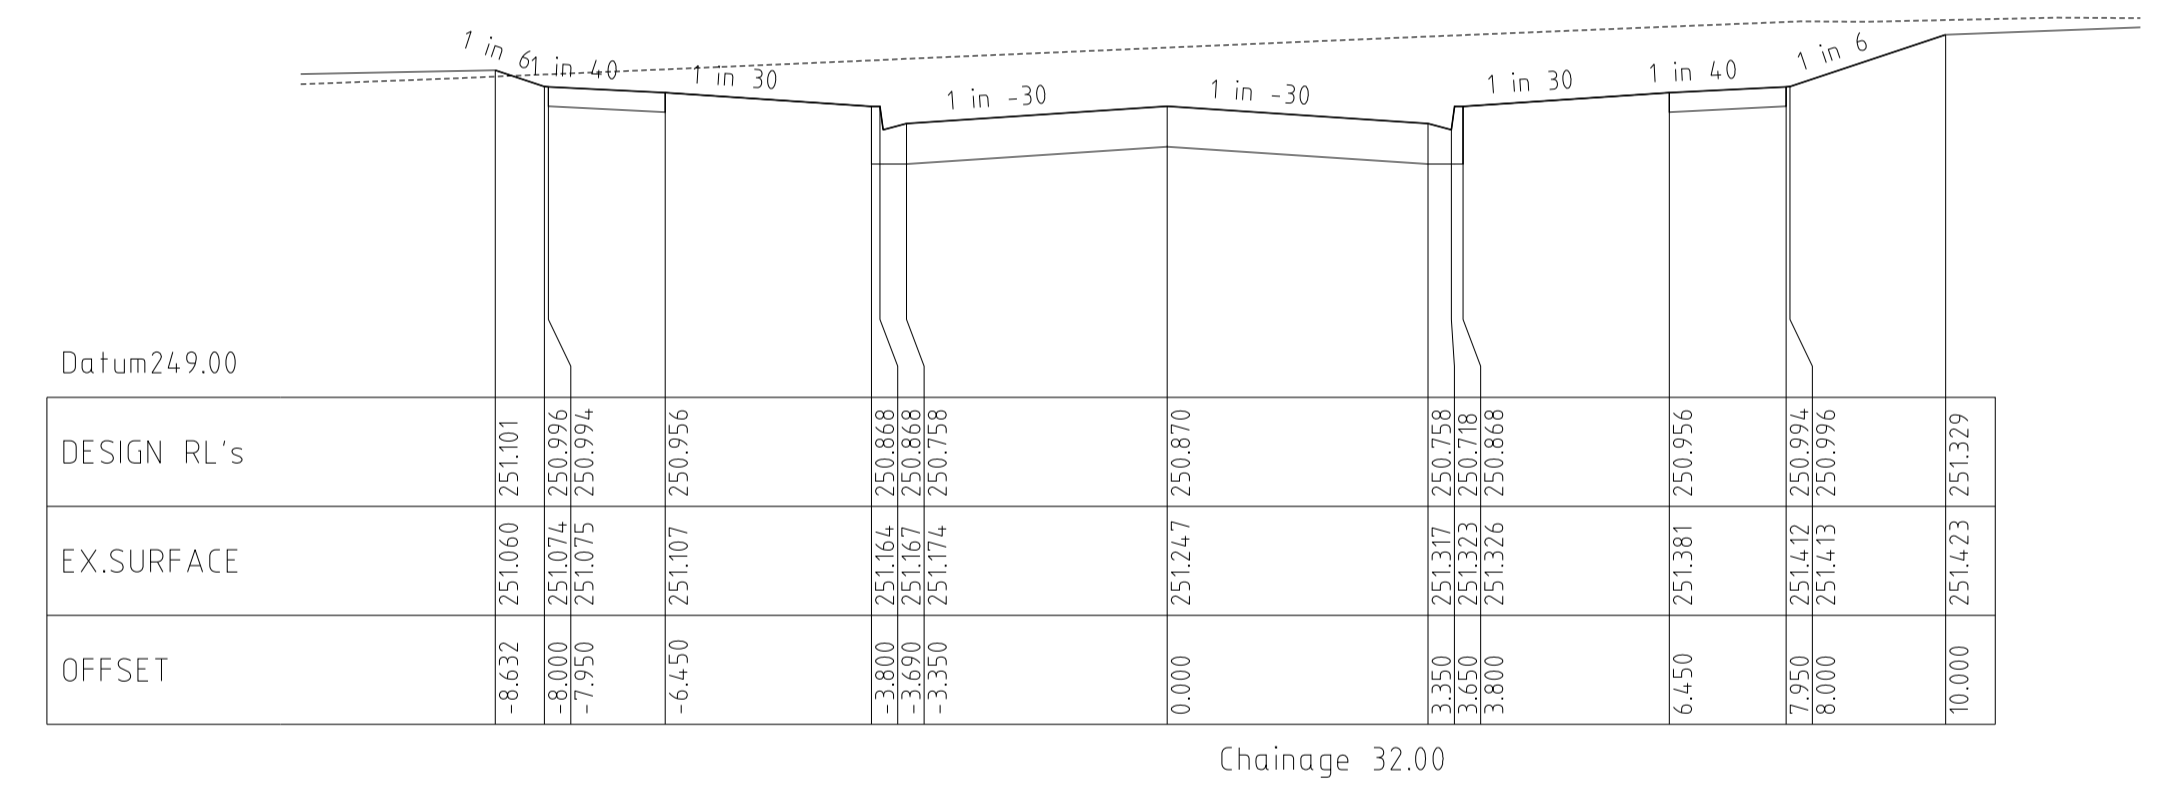 1 in 6
1 in 40
1 in 30
1 in -30
1 in -30
1 in 30
1 in 40
1 in 6
Datum249.00
DESIGN RL's 251.101 250.996 250.994 250.956 250.868 250.868 250.758 250.870 250.758 250.718 250.868 250.956 250.994 250.996 251.329
EX.SURFACE 251.060 251.074 251.075 251.107 251.164 251.167 251.174 251.247 251.317 251.323 251.326 251.381 251.412 251.413 251.423
OFFSET -8.632 -8.000 -7.950 -6.450 -3.800 -3.690 -3.350 0.000 3.350 3.650 3.800 6.450 7.950 8.000 10.000
Chainage 32.00